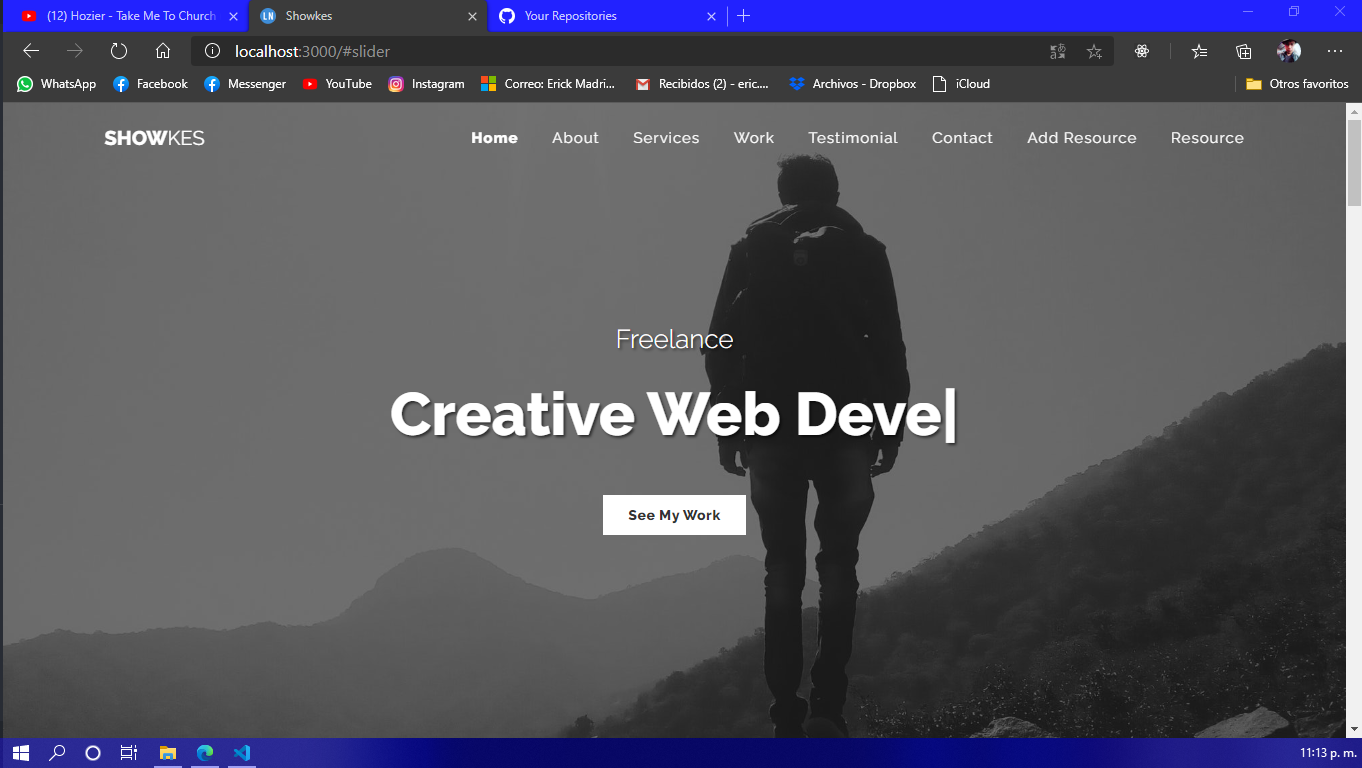 (12) Hozier - Take Me To Church
Showkes
Your Repositories
localhost:3000/#slider
WhatsApp
Facebook
Messenger
YouTube
Instagram
Correo: Erick Madri...
Recibidos (2) - eric....
Archivos - Dropbox
iCloud
Otros favoritos
SHOWKES
Home
About
Services
Work
Testimonial
Contact
Add Resource
Resource
Freelance
Creative Web Deve|
See My Work
11:13 p. m.